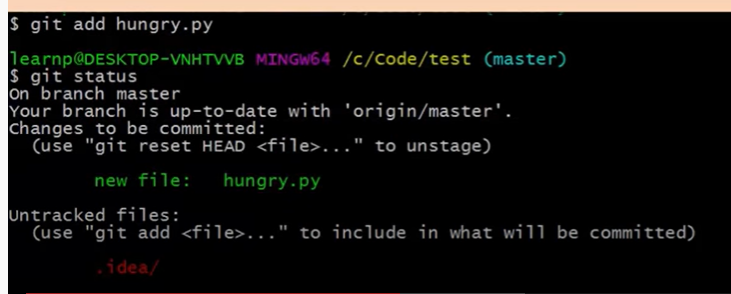 $ git add hungry.py
learnp@DESKTOP-VNHTVVB MINGW64 /c/Code/test (master)
$ git status
On branch master
Your branch is up-to-date with 'origin/master'.
Changes to be committed:
(use "git reset HEAD <file>..." to unstage)
new file: hungry.py
Untracked files:
(use "git add <file>..." to include in what will be committed)
.idea/